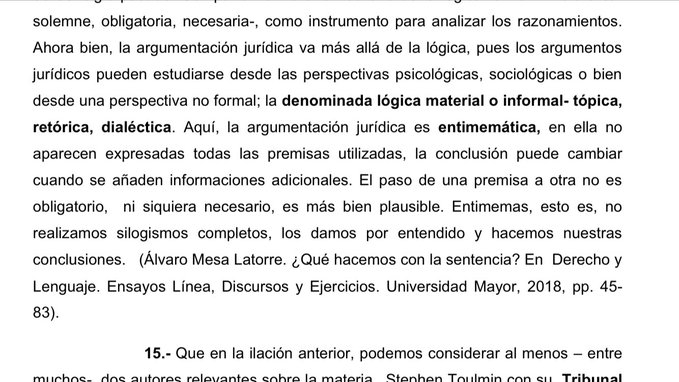 solemne, obligatoria, necesaria-, como instrumento para analizar los razonamientos.
Ahora bien, la argumentación jurídica va más allá de la lógica, pues los argumentos
jurídicos pueden estudiarse desde las perspectivas psicológicas, sociológicas o bien
desde una perspectiva no formal; la denominada lógica material o informal- tópica,
retórica, dialéctica. Aquí, la argumentación jurídica es entimemática, en ella no
aparecen expresadas todas las premisas utilizadas, la conclusión puede cambiar
cuando se añaden informaciones adicionales. El paso de una premisa a otra no es
obligatorio, ni siquiera necesario, es más bien plausible. Entimemas, esto es, no
realizamos silogismos completos, los damos por entendido y hacemos nuestras
conclusiones. (Álvaro Mesa Latorre. ¿Qué hacemos con la sentencia? En Derecho y
Lenguaje. Ensayos Línea, Discursos y Ejercicios. Universidad Mayor, 2018, pp. 45-
83).
15.- Que en la ilación anterior, podemos considerar al menos – entre
muchos- dos autores relevantes sobre la materia. Stephen Toulmin con su Tribunal